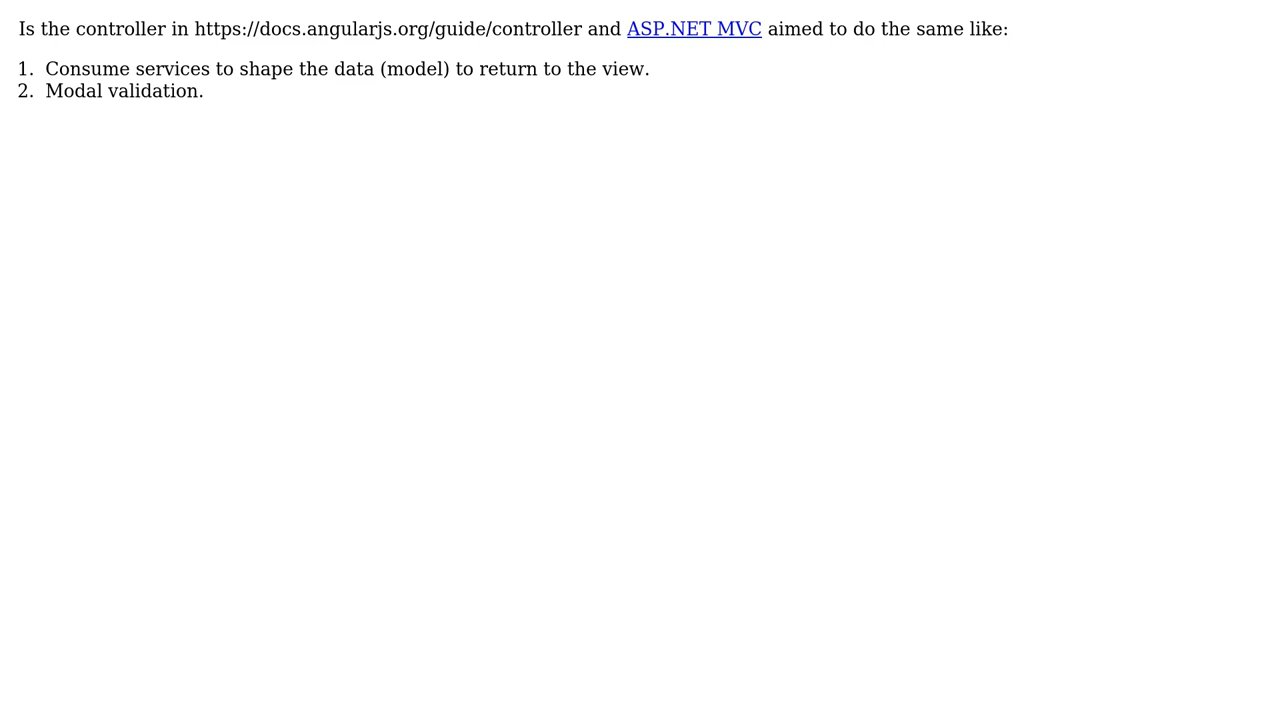 Is the controller in https://docs.angularjs.org/guide/controller and ASP.NET MVC aimed to do the same like:
1. Consume services to shape the data (model) to return to the view.
2. Modal validation.